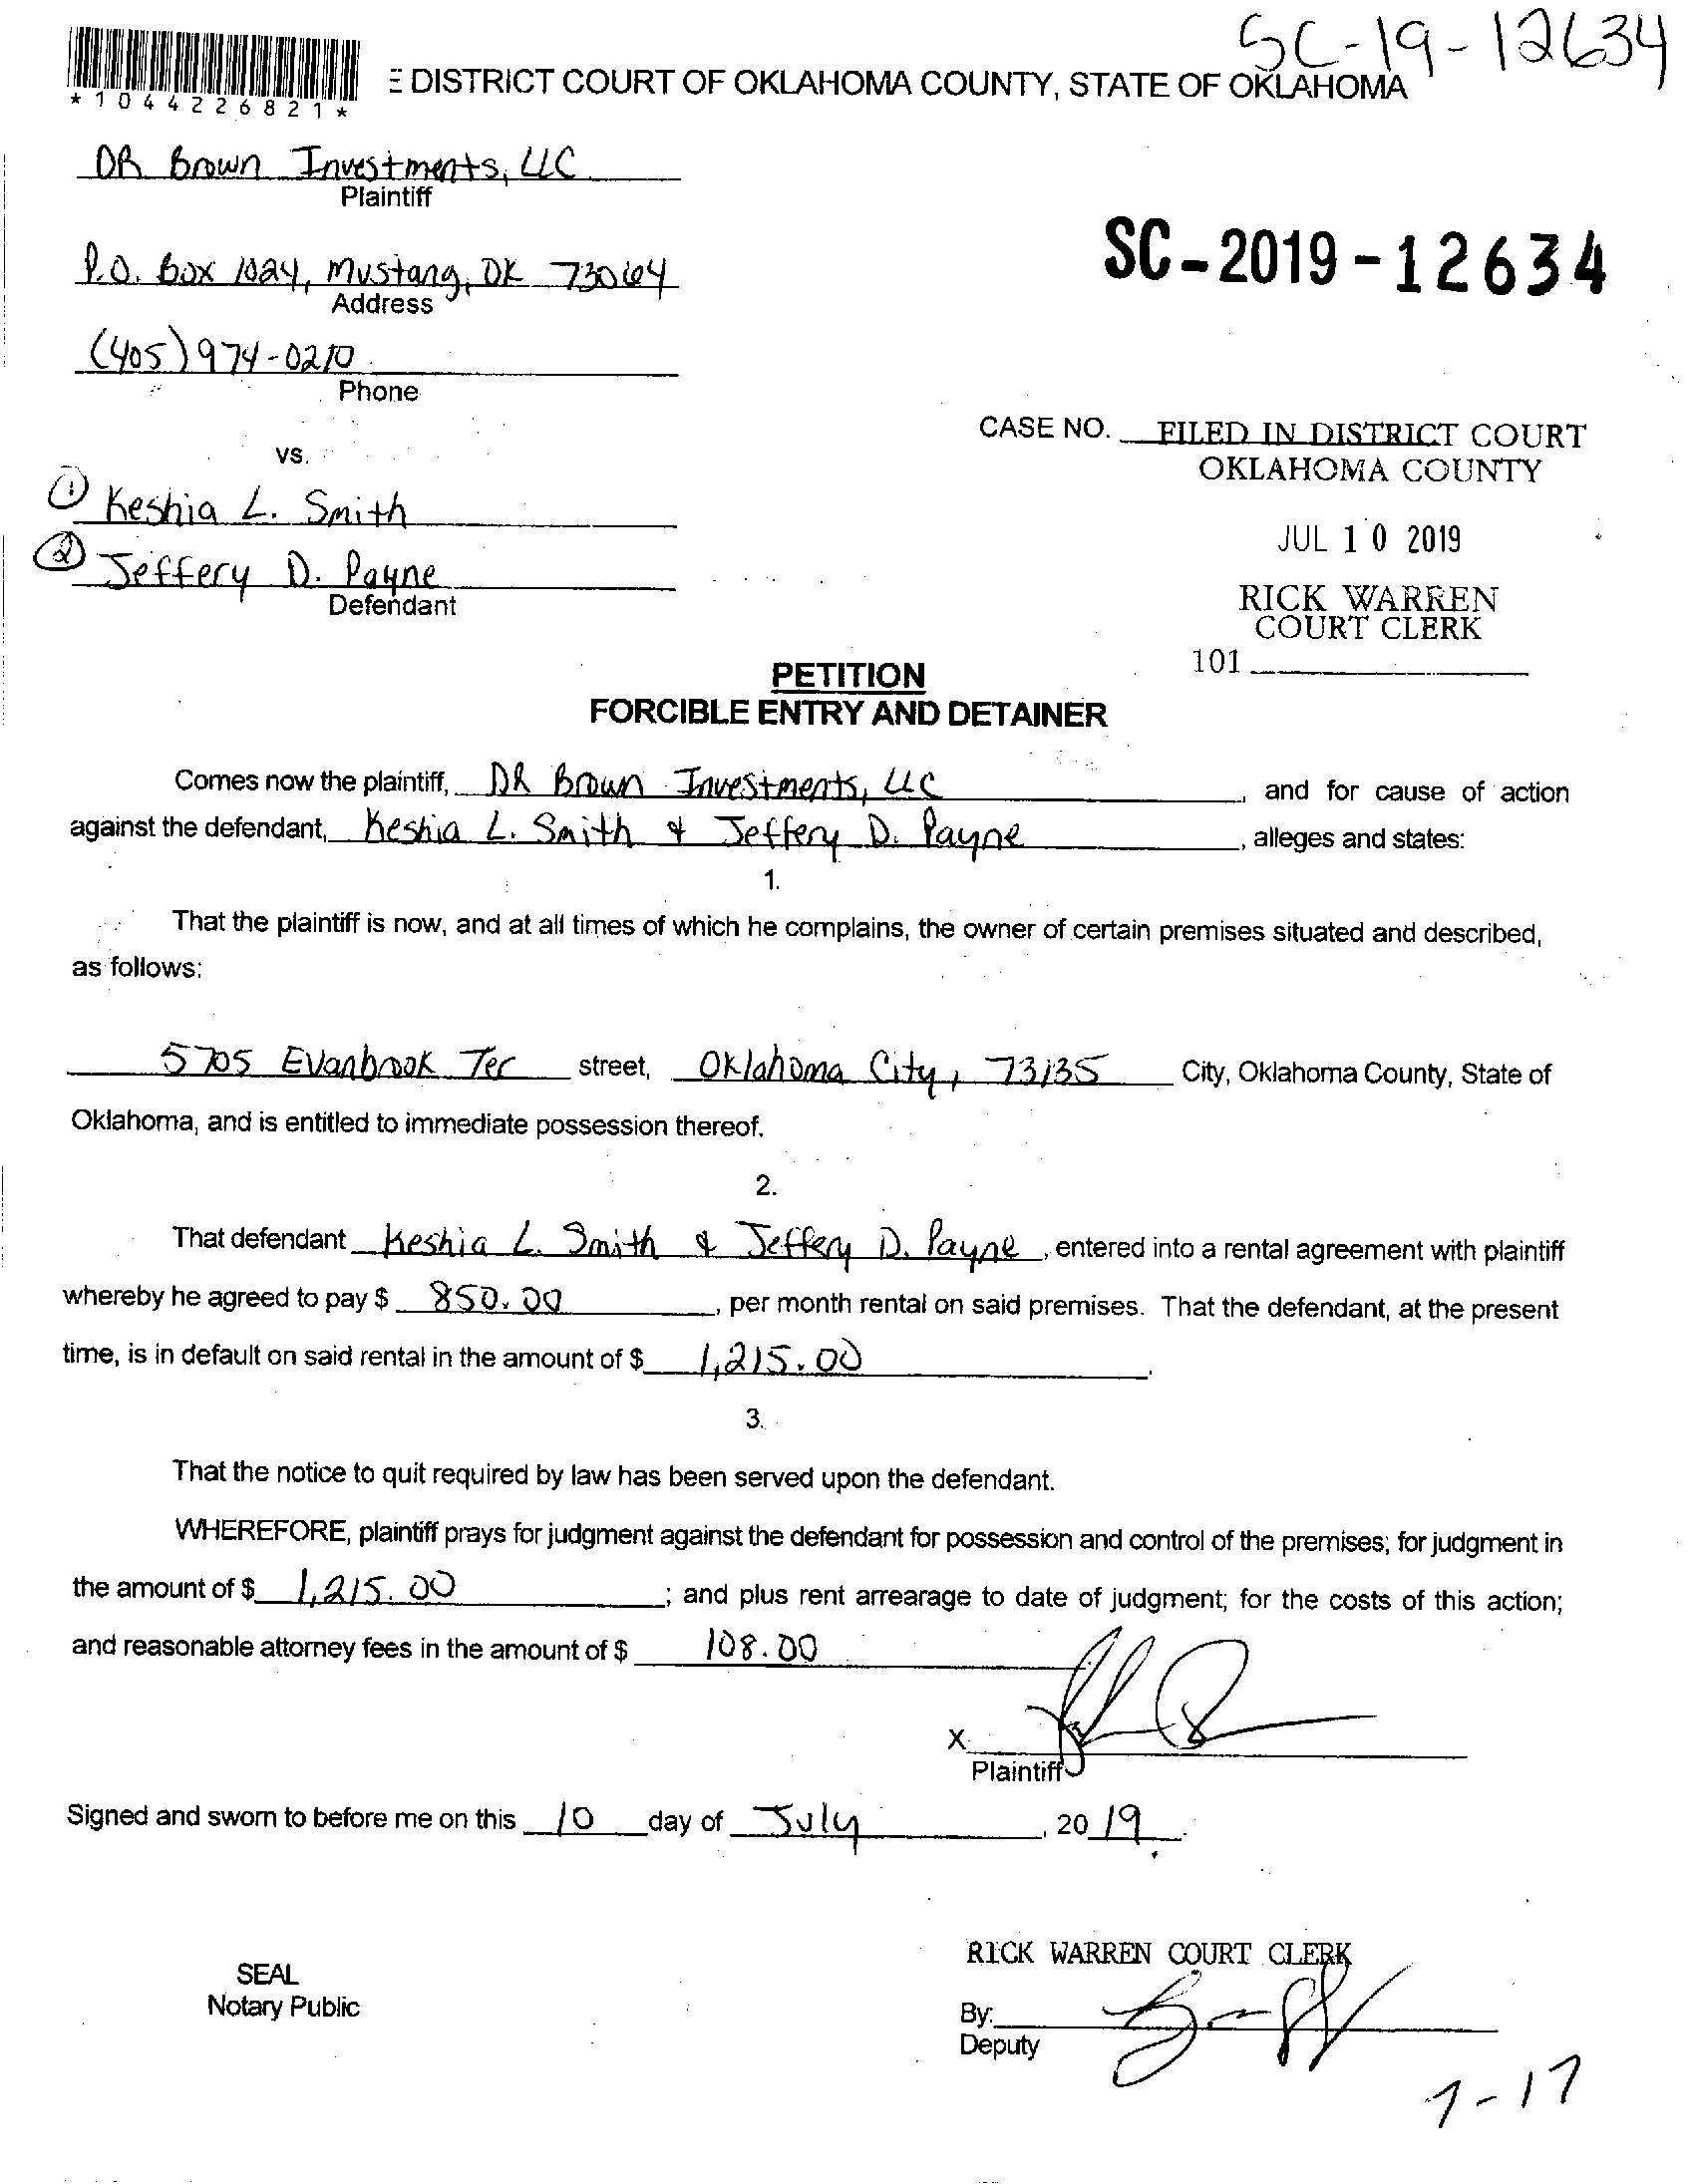 SC-19-12634
*1044226821*
E DISTRICT COURT OF OKLAHOMA COUNTY, STATE OF OKLAHOMA
DR Brown Investments, LLC
Plaintiff
SC-2019-12634
P.O. Box 1024, Mustang, OK 73064
Address
(405) 974-0210
Phone
CASE NO. FILED IN DISTRICT COURT
OKLAHOMA COUNTY
vs.
① Keshia L. Smith
JUL 10 2019
② Jeffery D. Payne
Defendant
RICK WARREN
COURT CLERK
101
PETITION
FORCIBLE ENTRY AND DETAINER
Comes now the plaintiff, DR Brown Investments, LLC, and for cause of action
against the defendant, Keshia L. Smith & Jeffery D. Payne, alleges and states:
1.
That the plaintiff is now, and at all times of which he complains, the owner of certain premises situated and described,
as follows:
5705 Evanbrook Ter street, Oklahoma City, 73135 City, Oklahoma County, State of
Oklahoma, and is entitled to immediate possession thereof.
2.
That defendant Keshia L. Smith & Jeffery D. Payne, entered into a rental agreement with plaintiff
whereby he agreed to pay $ 850.00, per month rental on said premises. That the defendant, at the present
time, is in default on said rental in the amount of $ 1,215.00.
3.
That the notice to quit required by law has been served upon the defendant.
WHEREFORE, plaintiff prays for judgment against the defendant for possession and control of the premises; for judgment in
the amount of $ 1,215.00; and plus rent arrearage to date of judgment; for the costs of this action;
and reasonable attorney fees in the amount of $ 108.00
X
Plaintiff
Signed and sworn to before me on this 10 day of July, 20 19.
RICK WARREN COURT CLERK
SEAL
Notary Public
By:
Deputy
7-17